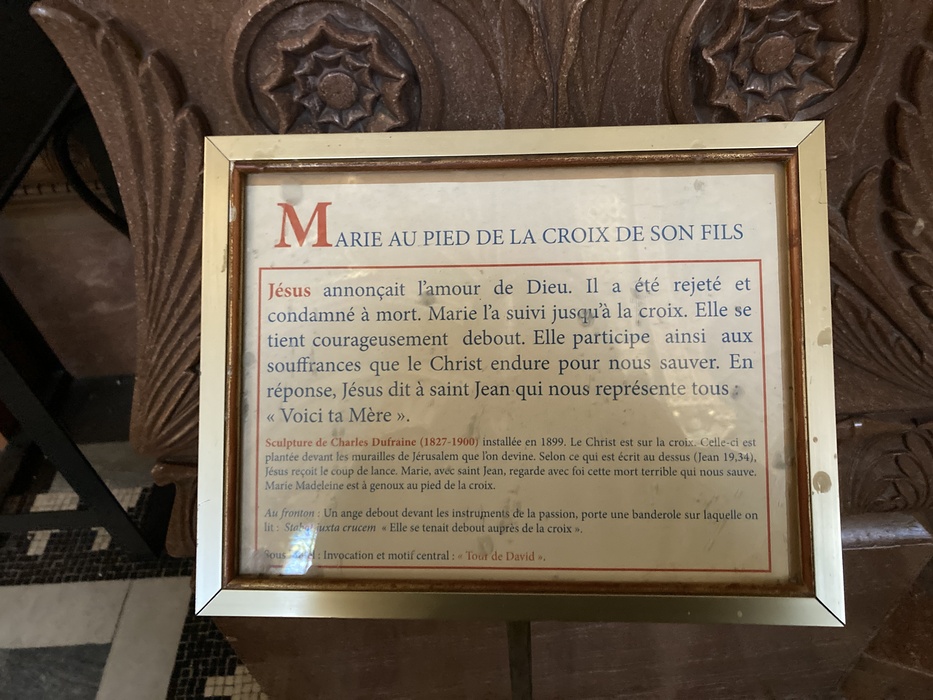 MARIE AU PIED DE LA CROIX DE SON FILS
Jésus annonçait l'amour de Dieu. Il a été rejeté et
condamné à mort. Marie l'a suivi jusqu'à la croix. Elle se
tient courageusement debout. Elle participe ainsi aux
souffrances que le Christ endure pour nous sauver. En
réponse, Jésus dit à saint Jean qui nous représente tous :
« Voici ta Mère ».
Sculpture de Charles Dufraine (1827-1900) installée en 1899. Le Christ est sur la croix. Celle-ci est
plantée devant les murailles de Jérusalem que l'on devine. Selon ce qui est écrit au dessus (Jean 19,34),
Jésus reçoit le coup de lance. Marie, avec saint Jean, regarde avec foi cette mort terrible qui nous sauve.
Marie Madeleine est à genoux au pied de la croix.
Au fronton : Un ange debout devant les instruments de la passion, porte une banderole sur laquelle on
lit : Stabat juxta crucem « Elle se tenait debout auprès de la croix ».
Sous : Invocation et motif central : « Tour de David ».